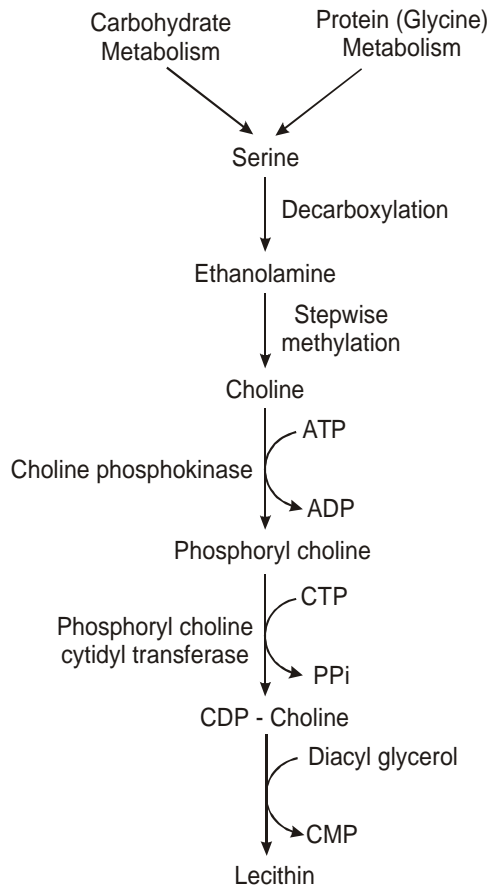 Carbohydrate
Metabolism
Protein (Glycine)
Metabolism
Serine
Decarboxylation
Ethanolamine
Stepwise
methylation
Choline
ATP
Choline phosphokinase
ADP
Phosphoryl choline
CTP
Phosphoryl choline
cytidyl transferase
PPi
CDP - Choline
Diacyl glycerol
CMP
Lecithin